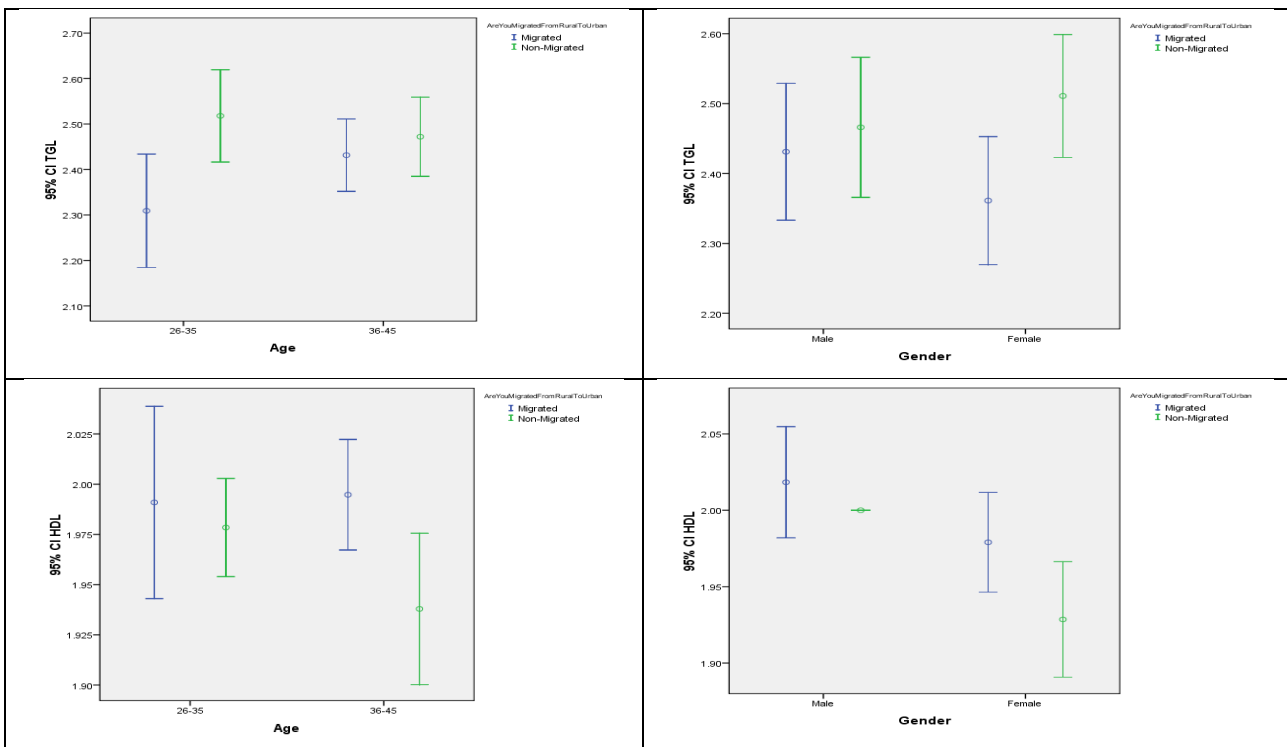 AreYouMigratedFromRuralToUrban
Migrated
Non-Migrated
95% CI TGL
2.70
2.60
2.50
2.40
2.30
2.20
2.10
26-35
36-45
Age
AreYouMigratedFromRuralToUrban
Migrated
Non-Migrated
95% CI TGL
2.60
2.50
2.40
2.30
2.20
Male
Female
Gender
AreYouMigratedFromRuralToUrban
Migrated
Non-Migrated
95% CI HDL
2.025
2.00
1.975
1.95
1.925
1.90
26-35
36-45
Age
AreYouMigratedFromRuralToUrban
Migrated
Non-Migrated
95% CI HDL
2.05
2.00
1.95
1.90
Male
Female
Gender